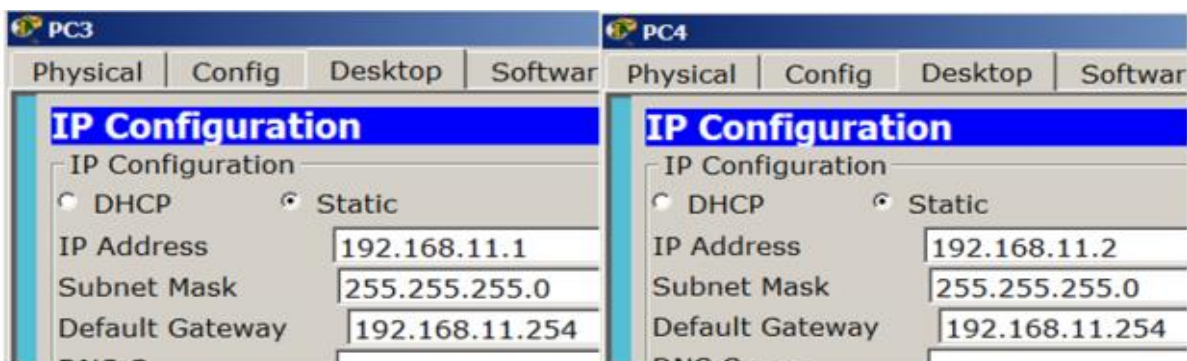 PC3
Physical Config Desktop Softwar
IP Configuration
IP Configuration
DHCP Static
IP Address 192.168.11.1
Subnet Mask 255.255.255.0
Default Gateway 192.168.11.254
PC4
Physical Config Desktop Softwar
IP Configuration
IP Configuration
DHCP Static
IP Address 192.168.11.2
Subnet Mask 255.255.255.0
Default Gateway 192.168.11.254